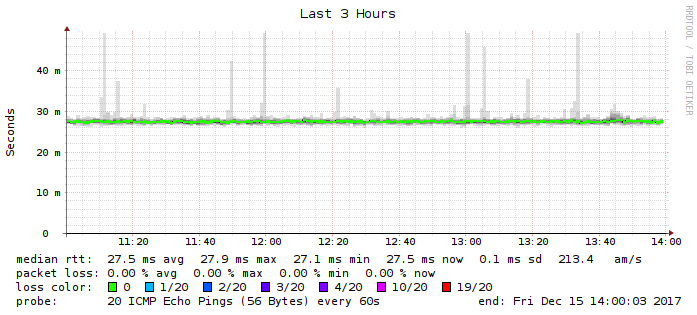 Last 3 Hours
RRDTOOL / TOBI OETIKER
Seconds
40 m
30 m
20 m
10 m
0
11:20 11:40 12:00 12:20 12:40 13:00 13:20 13:40 14:00
median rtt: 27.5 ms avg 27.9 ms max 27.1 ms min 27.5 ms now 0.1 ms sd 213.4 am/s
packet loss: 0.00 % avg 0.00 % max 0.00 % min 0.00 % now
loss color: 0 1/20 2/20 3/20 4/20 10/20 19/20
probe: 20 ICMP Echo Pings (56 Bytes) every 60s end: Fri Dec 15 14:00:03 2017